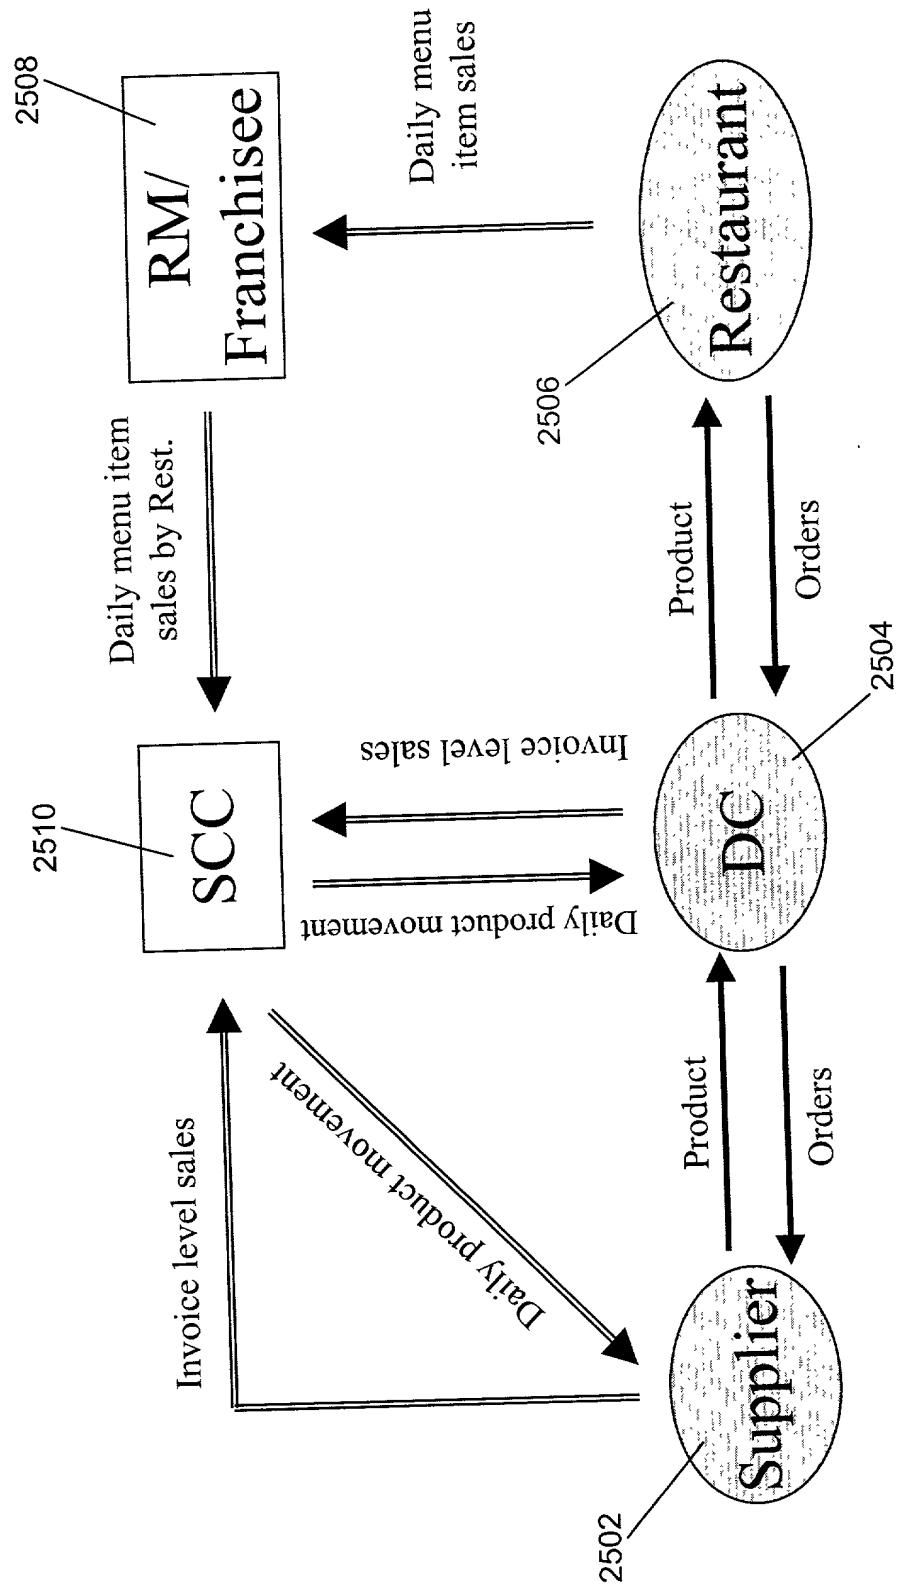 2508
RM/
Franchisee
Daily menu
item sales
Daily menu item
sales by Rest.
2510
SCC
Invoice level sales
Daily product movement
Invoice level sales
Daily product movement
2506
Restaurant
Product
Orders
2504
DC
Product
Orders
2502
Supplier